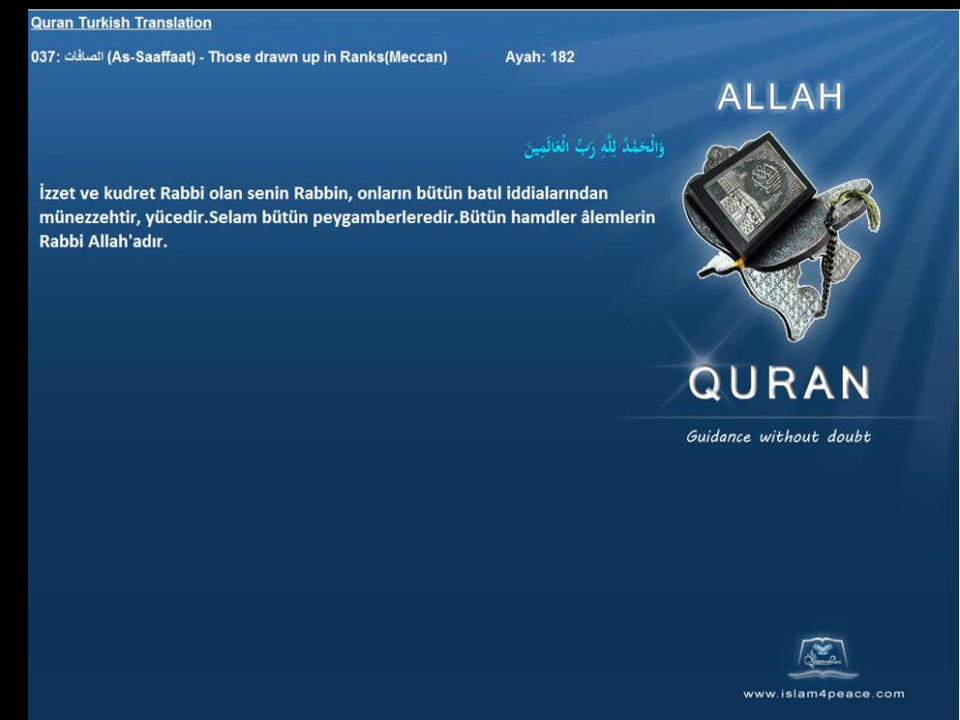 Quran Turkish Translation
037: الصافات (As-Saaffaat) - Those drawn up in Ranks(Meccan) Ayah: 182
ALLAH
وَالْحَمْدُ لِلَّهِ رَبِّ الْعَالَمِينَ
İzzet ve kudret Rabbi olan senin Rabbin, onların bütün batıl iddialarından
münezzehtir, yücedir.Selam bütün peygamberleredir.Bütün hamdler âlemlerin
Rabbi Allah'adır.
QURAN
Guidance without doubt
www.islam4peace.com